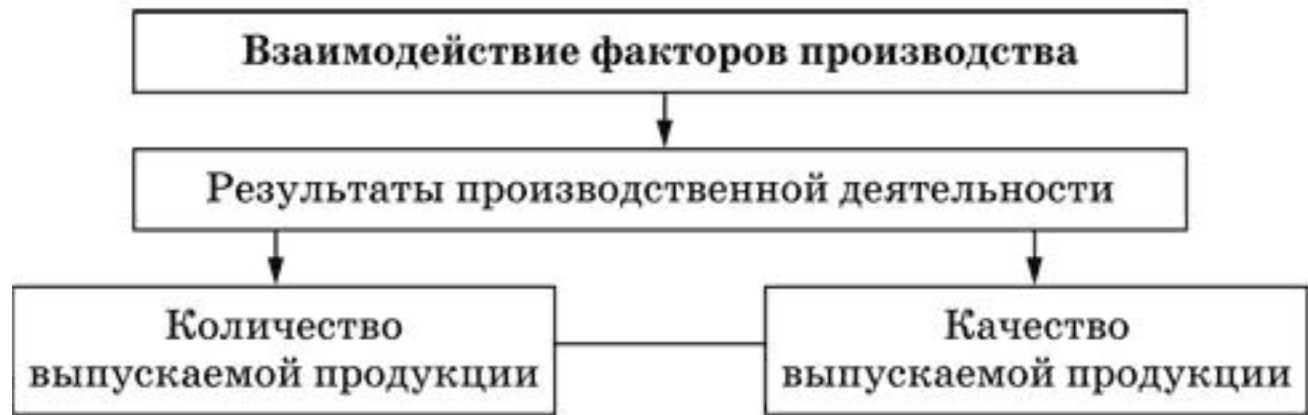 Взаимодействие факторов производства
Результаты производственной деятельности
Количество
выпускаемой продукции
Качество
выпускаемой продукции